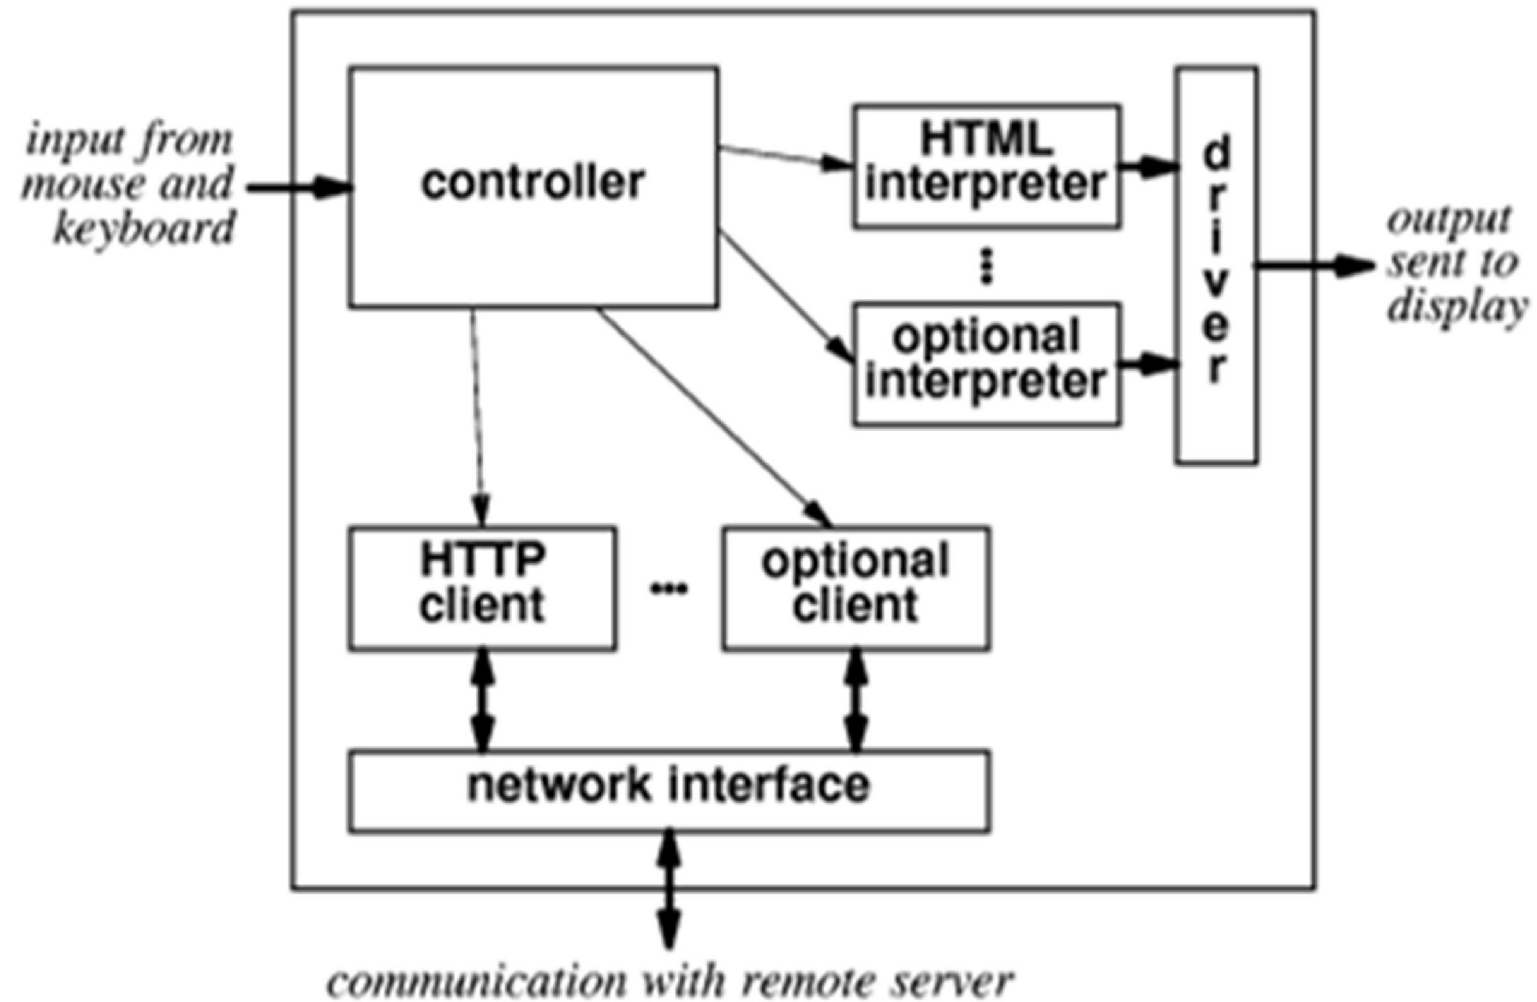 input from
mouse and
keyboard
controller
HTML
interpreter
optional
interpreter
driver
output
sent to
display
HTTP
client
optional
client
network interface
communication with remote server